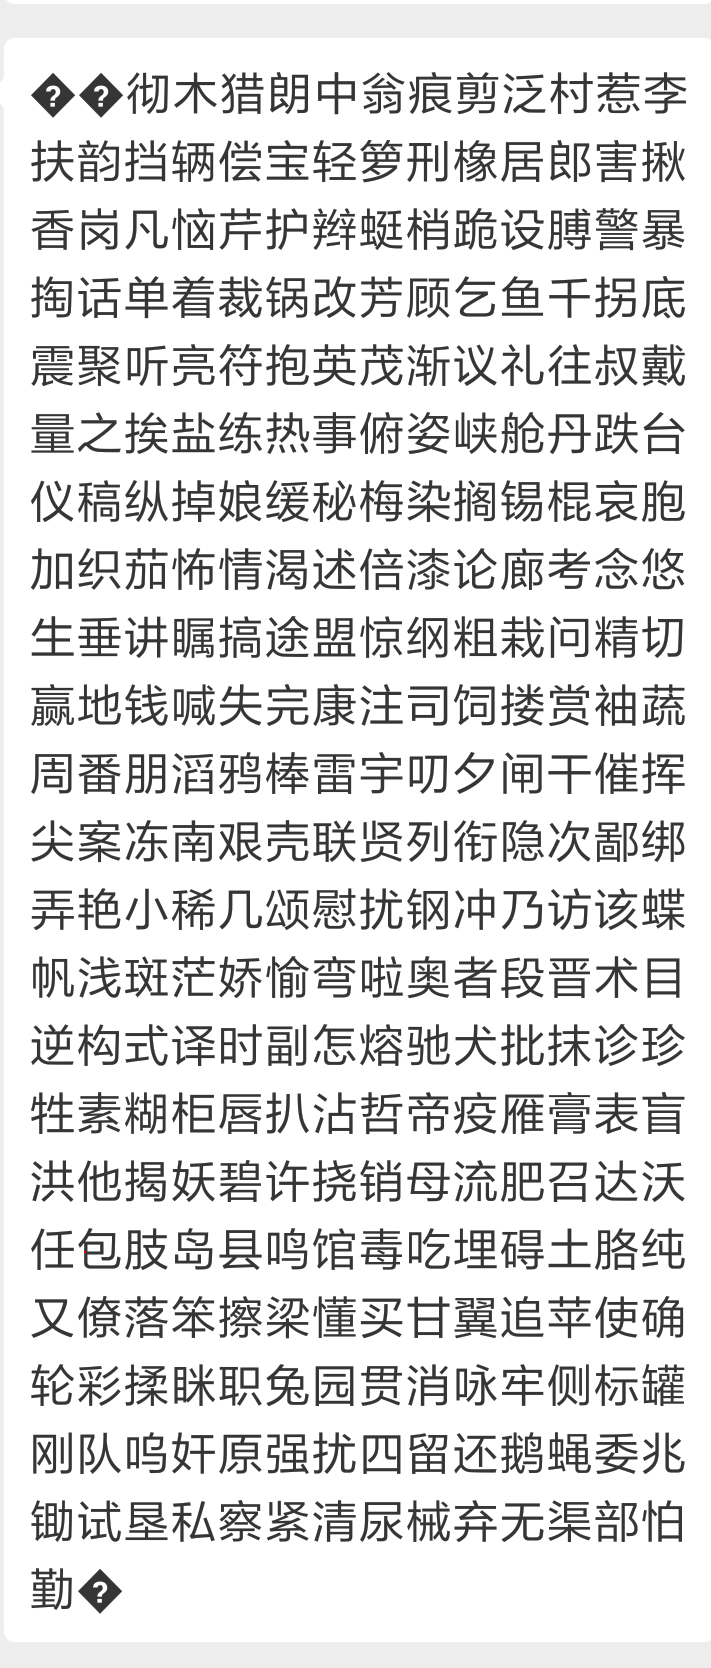 ��彻木猎朗中翁痕剪泛村惹李
扶韵挡辆偿宝轻箩刑橡居郎害揪
香岗凡恼芹护辫蜓梢跪设膊警暴
掏话单着裁锅改芳顾乞鱼千拐底
震聚听亮符抱英茂渐议礼往叔戴
量之挨盐练热事俯姿峡舱丹跌台
仪稿纵掉娘缓秘梅染搁锡棍哀胞
加织茄怖情渴述倍漆论廊考念悠
生垂讲瞩搞途盟惊纲粗栽问精切
赢地钱喊失完康注司饲搂赏袖蔬
周番朋滔鸦棒雷宇叨夕闸干催挥
尖案冻南艰壳联贤列衔隐次鄙绑
弄艳小稀几颂慰扰钢冲乃访该蝶
帆浅斑茫娇愉弯啦奥者段晋术目
逆构式译时副怎熔驰犬批抹诊珍
牲素糊柜唇扒沾哲帝疫雁膏表盲
洪他揭妖碧许挠销母流肥召达沃
任包肢岛县鸣馆毒吃埋碍土胳纯
又僚落笨擦梁懂买甘翼追苹使确
轮彩揉眯职兔园贯消咏牢侧标罐
刚队呜奸原强扰四留还鹅蝇委兆
锄试垦私察紧清尿械弃无渠部怕
勤�